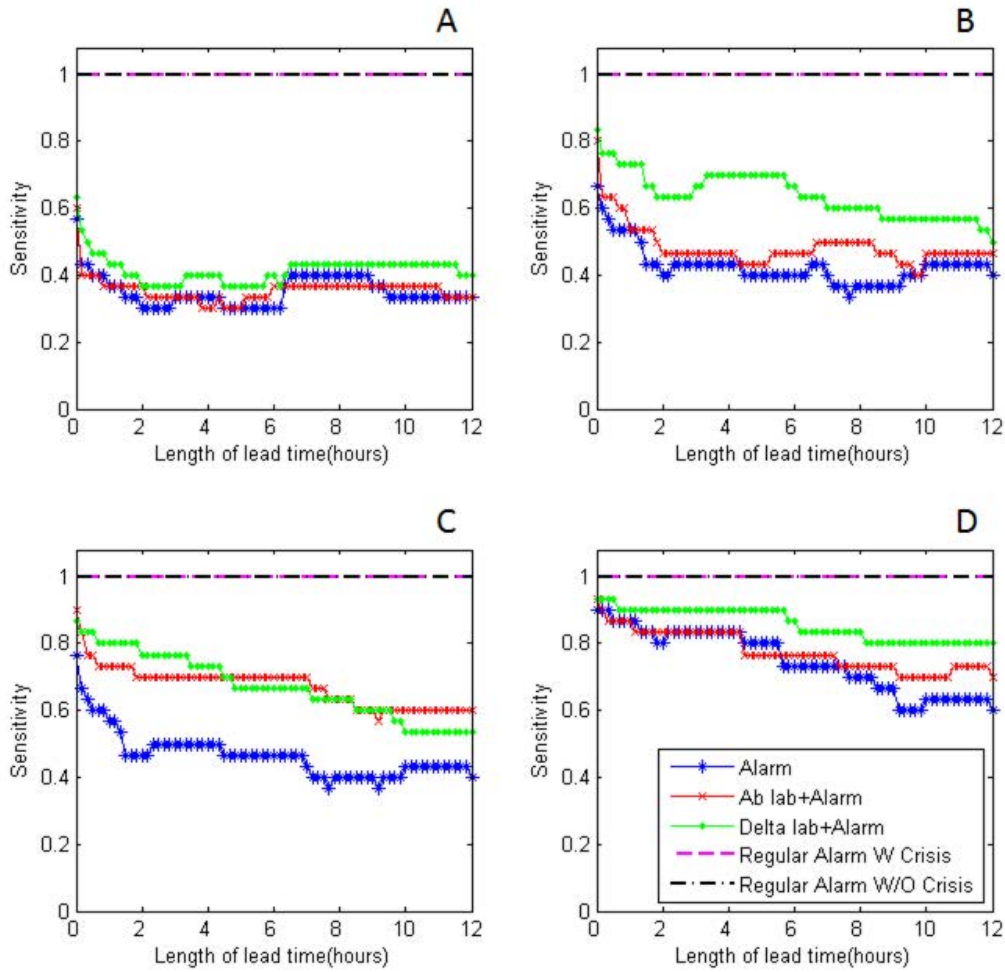 A
1
0.8
0.6
0.4
0.2
0
Sensitivity
0 2 4 6 8 10 12
Length of lead time(hours)
B
1
0.8
0.6
0.4
0.2
0
Sensitivity
0 2 4 6 8 10 12
Length of lead time(hours)
C
1
0.8
0.6
0.4
0.2
0
Sensitivity
0 2 4 6 8 10 12
Length of lead time(hours)
D
1
0.8
0.6
0.4
0.2
0
Sensitivity
0 2 4 6 8 10 12
Length of lead time(hours)
Alarm
Ab lab+Alarm
Delta lab+Alarm
Regular Alarm W Crisis
Regular Alarm W/O Crisis